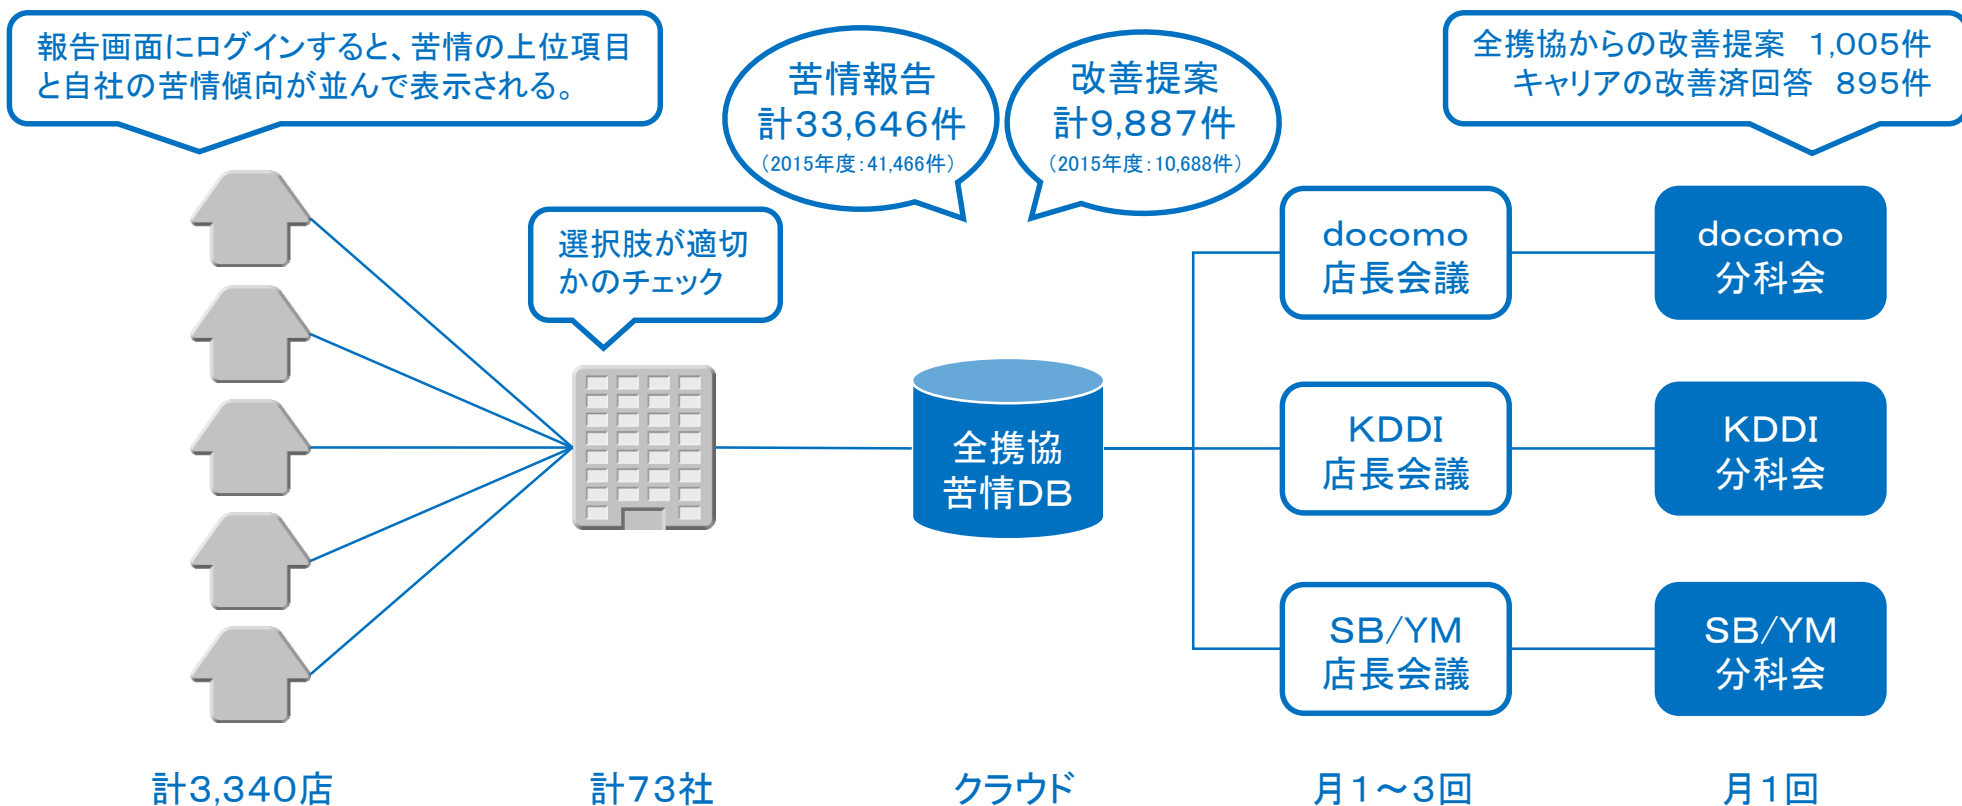 報告画面にログインすると、苦情の上位項目
と自社の苦情傾向が並んで表示される。
苦情報告
計33,646件
（2015年度：41,466件）
改善提案
計9,887件
（2015年度：10,688件）
全携協からの改善提案 1,005件
キャリアの改善済回答 895件
選択肢が適切
かのチェック
全携協
苦情DB
docomo
店長会議
docomo
分科会
KDDI
店長会議
KDDI
分科会
SB/YM
店長会議
SB/YM
分科会
計3,340店
計73社
クラウド
月1～3回
月1回